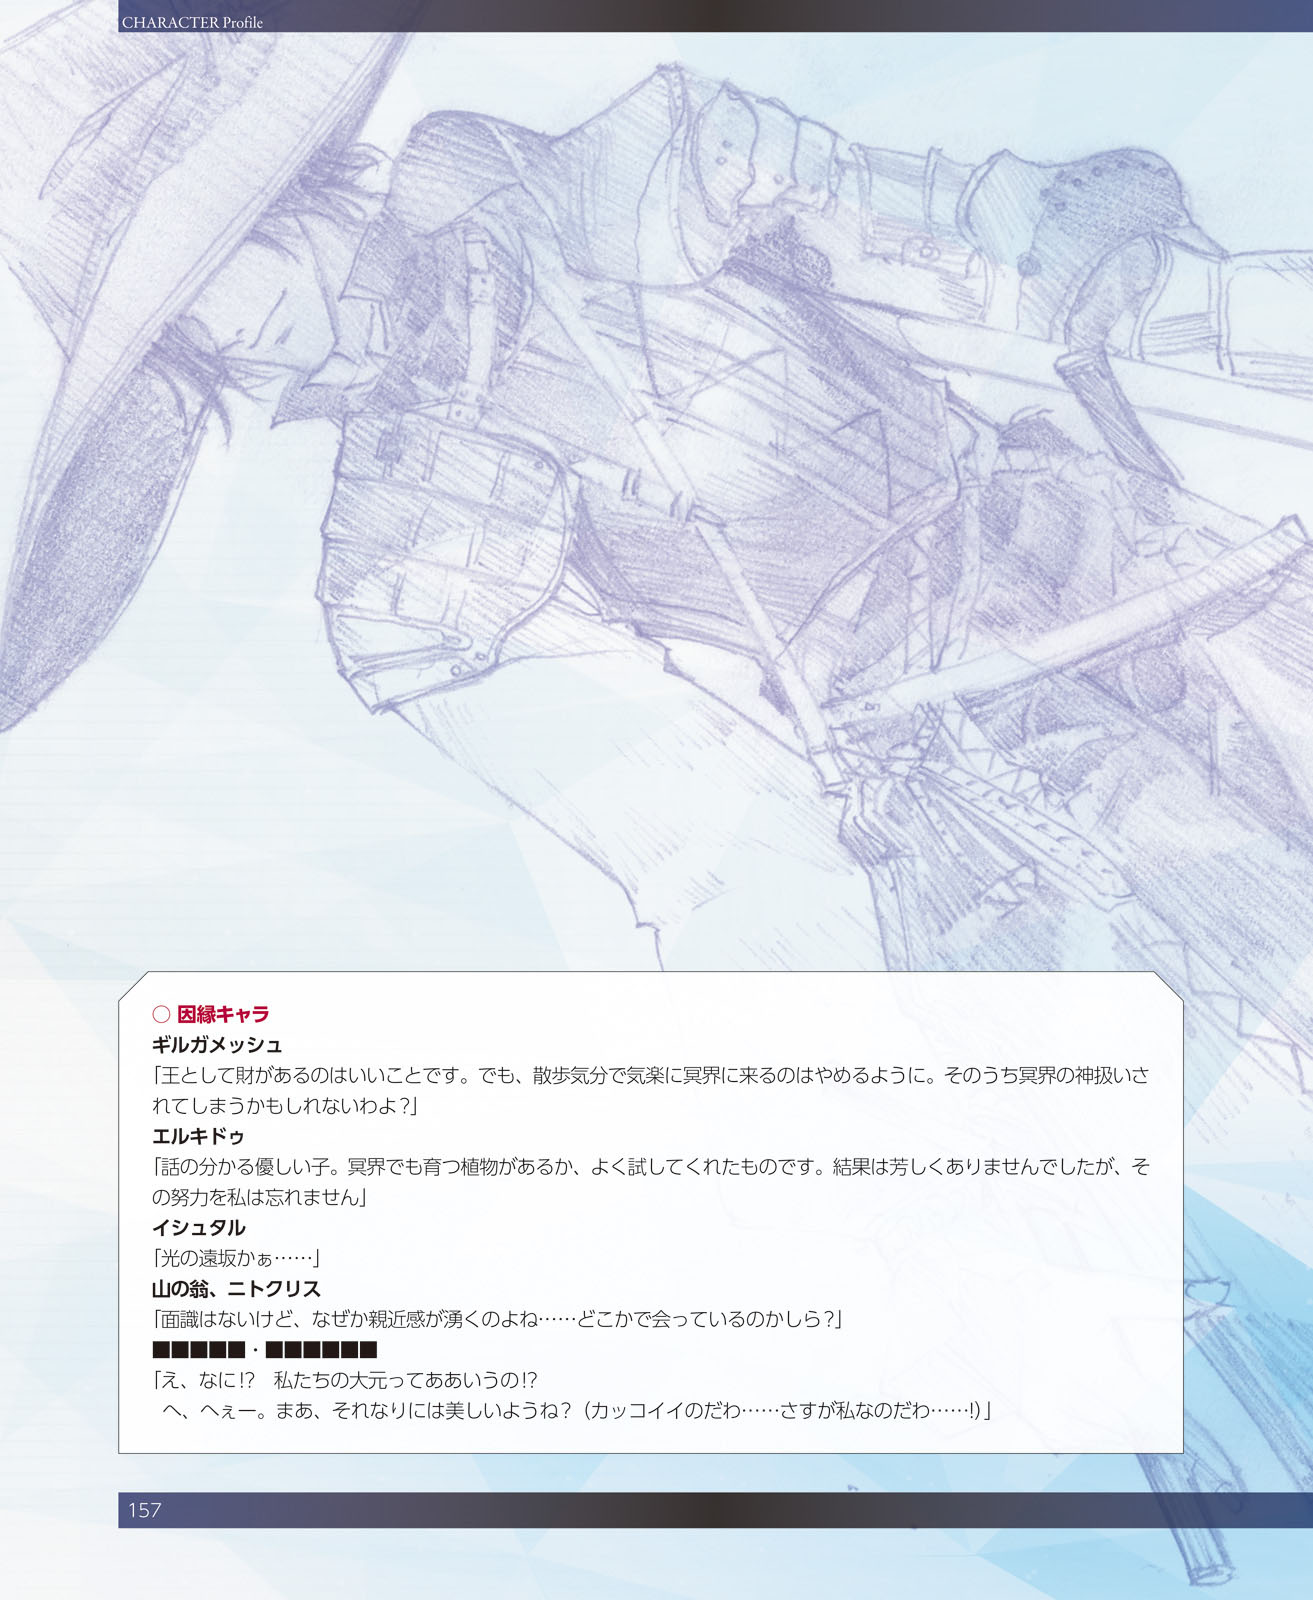 CHARACTER Profile
○ 因縁キャラ
ギルガメッシュ
「王として財があるのはいいことです。でも、散歩気分で気楽に冥界に来るのはやめるように。そのうち冥界の神扱いさ
れてしまうかもしれないわよ？」
エルキドゥ
「話の分かる優しい子。冥界でも育つ植物があるか、よく試してくれたものです。結果は芳しくありませんでしたが、そ
の努力を私は忘れません」
イシュタル
「光の遠坂かぁ……」
山の翁、ニトクリス
「面識はないけど、なぜか親近感が湧くのよね……どこかで会っているのかしら？」
■■■■■・■■■■■■
「え、なに!?　私たちの大元ってああいうの!?
へ、へぇー。まあ、それなりには美しいようね？（カッコイイのだわ……さすが私なのだわ……!）」
157